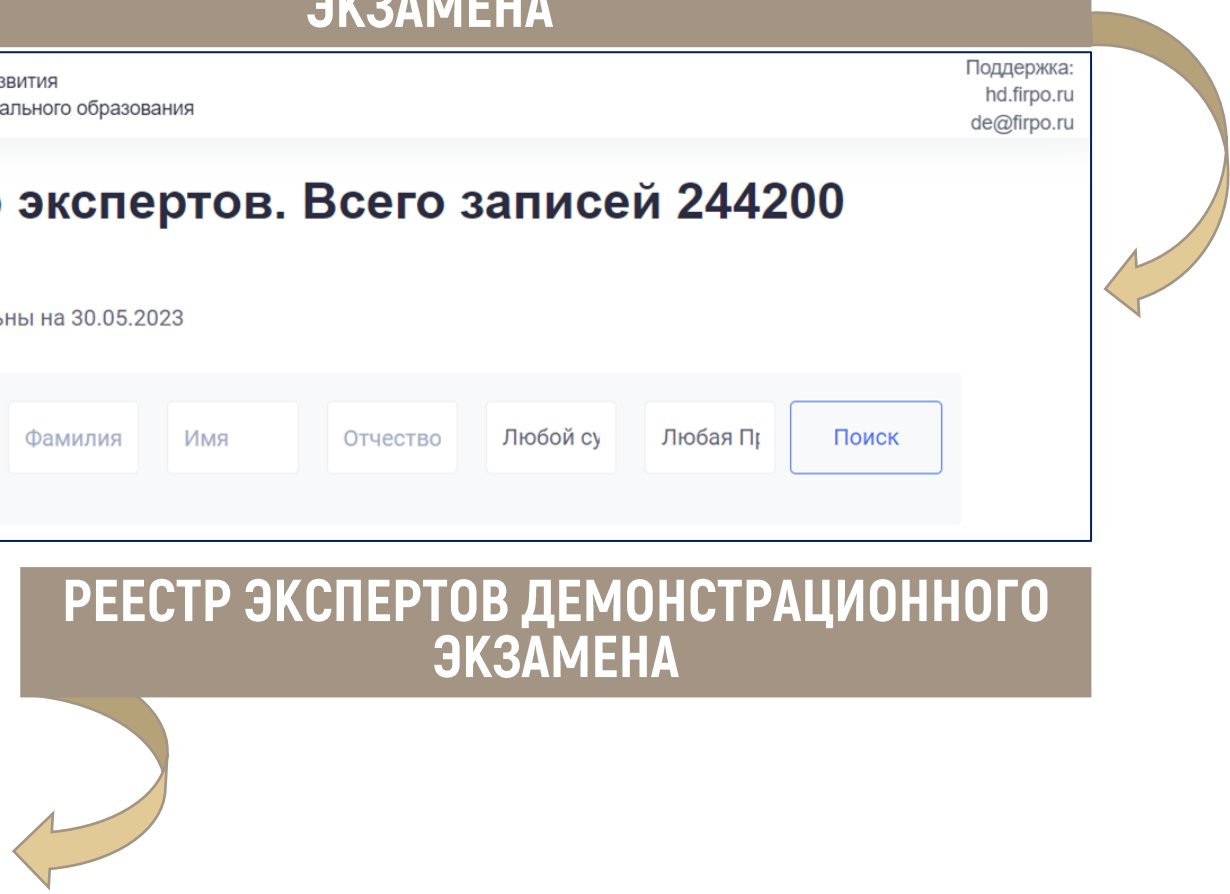 ЭКЗАМЕНА
звития
ального образования
Поддержка:
hd.firpo.ru
de@firpo.ru
экспертов. Всего записей 244200
ны на 30.05.2023
Фамилия
Имя
Отчество
Любой су
Любая Пр
Поиск
РЕЕСТР ЭКСПЕРТОВ ДЕМОНСТРАЦИОННОГО
ЭКЗАМЕНА